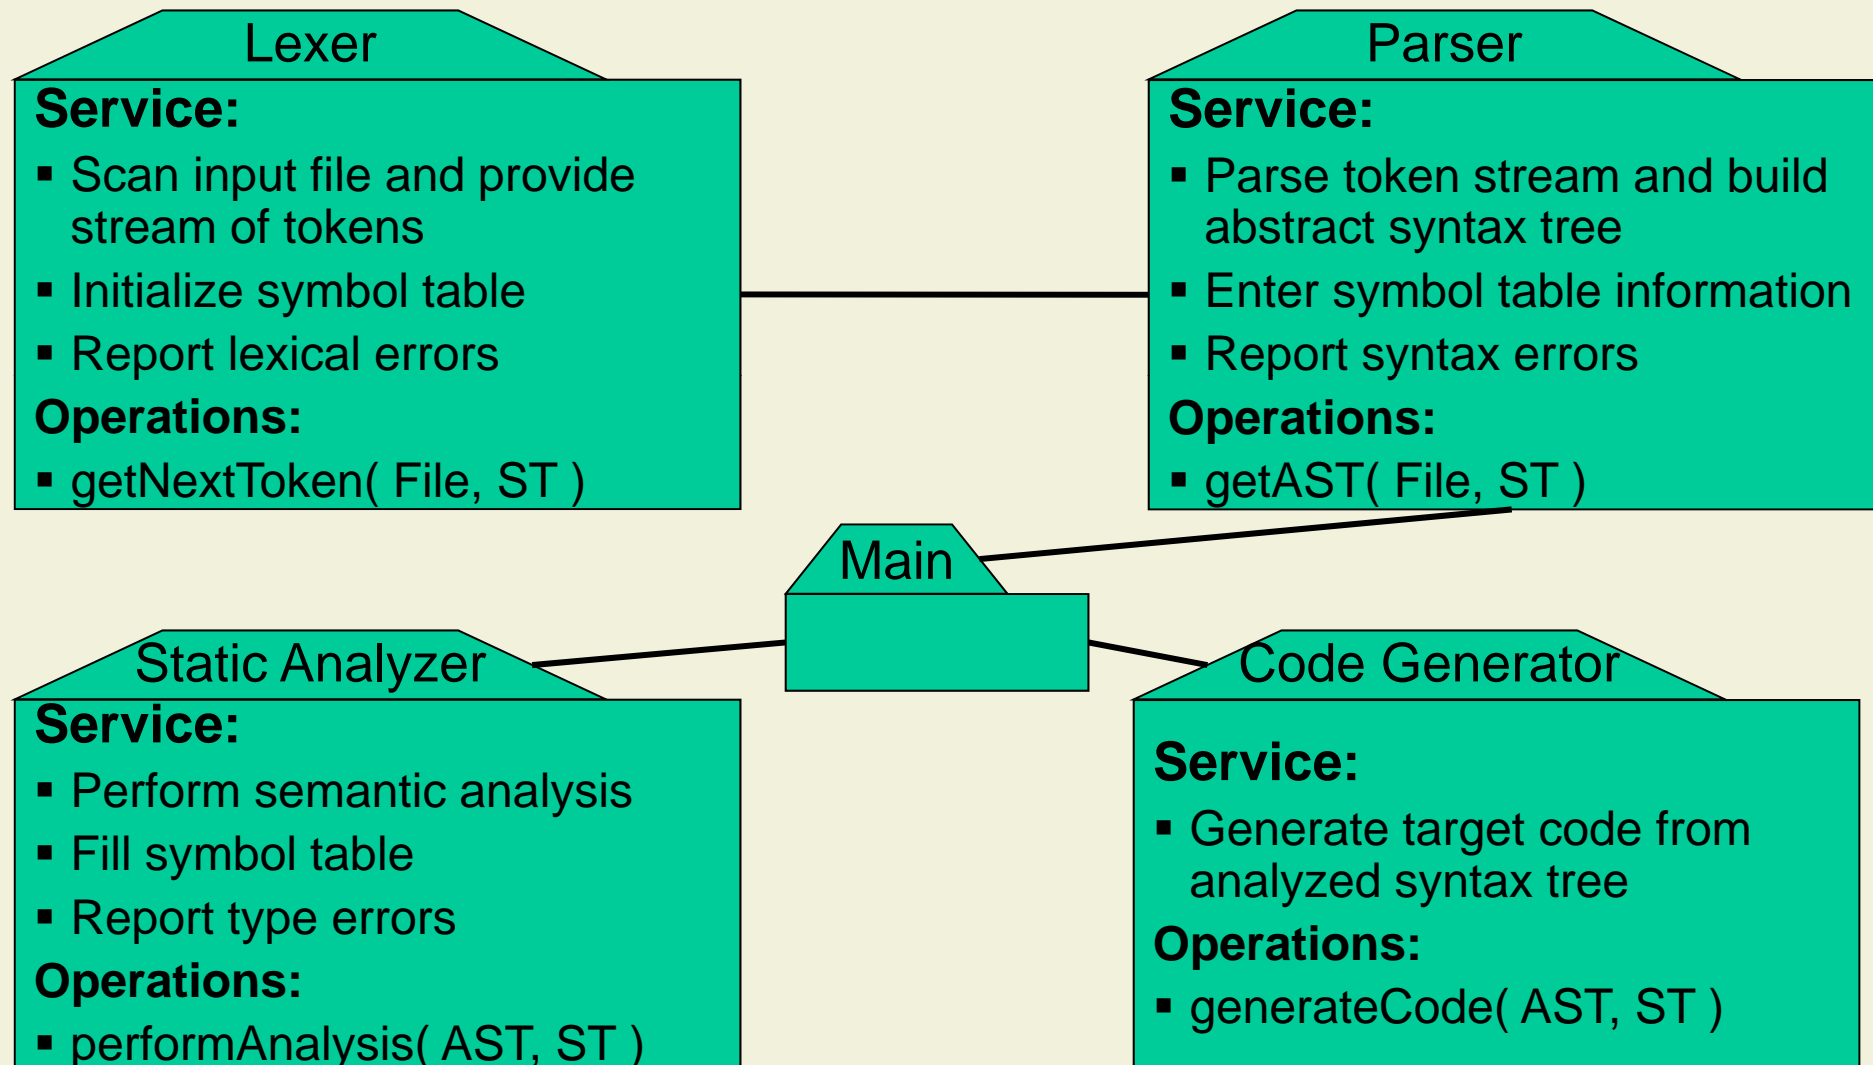 Lexer
Service:
▪ Scan input file and provide
stream of tokens
▪ Initialize symbol table
▪ Report lexical errors
Operations:
▪ getNextToken( File, ST )
Parser
Service:
▪ Parse token stream and build
abstract syntax tree
▪ Enter symbol table information
▪ Report syntax errors
Operations:
▪ getAST( File, ST )
Main
Static Analyzer
Service:
▪ Perform semantic analysis
▪ Fill symbol table
▪ Report type errors
Operations:
▪ performAnalysis( AST, ST )
Code Generator
Service:
▪ Generate target code from
analyzed syntax tree
Operations:
▪ generateCode( AST, ST )